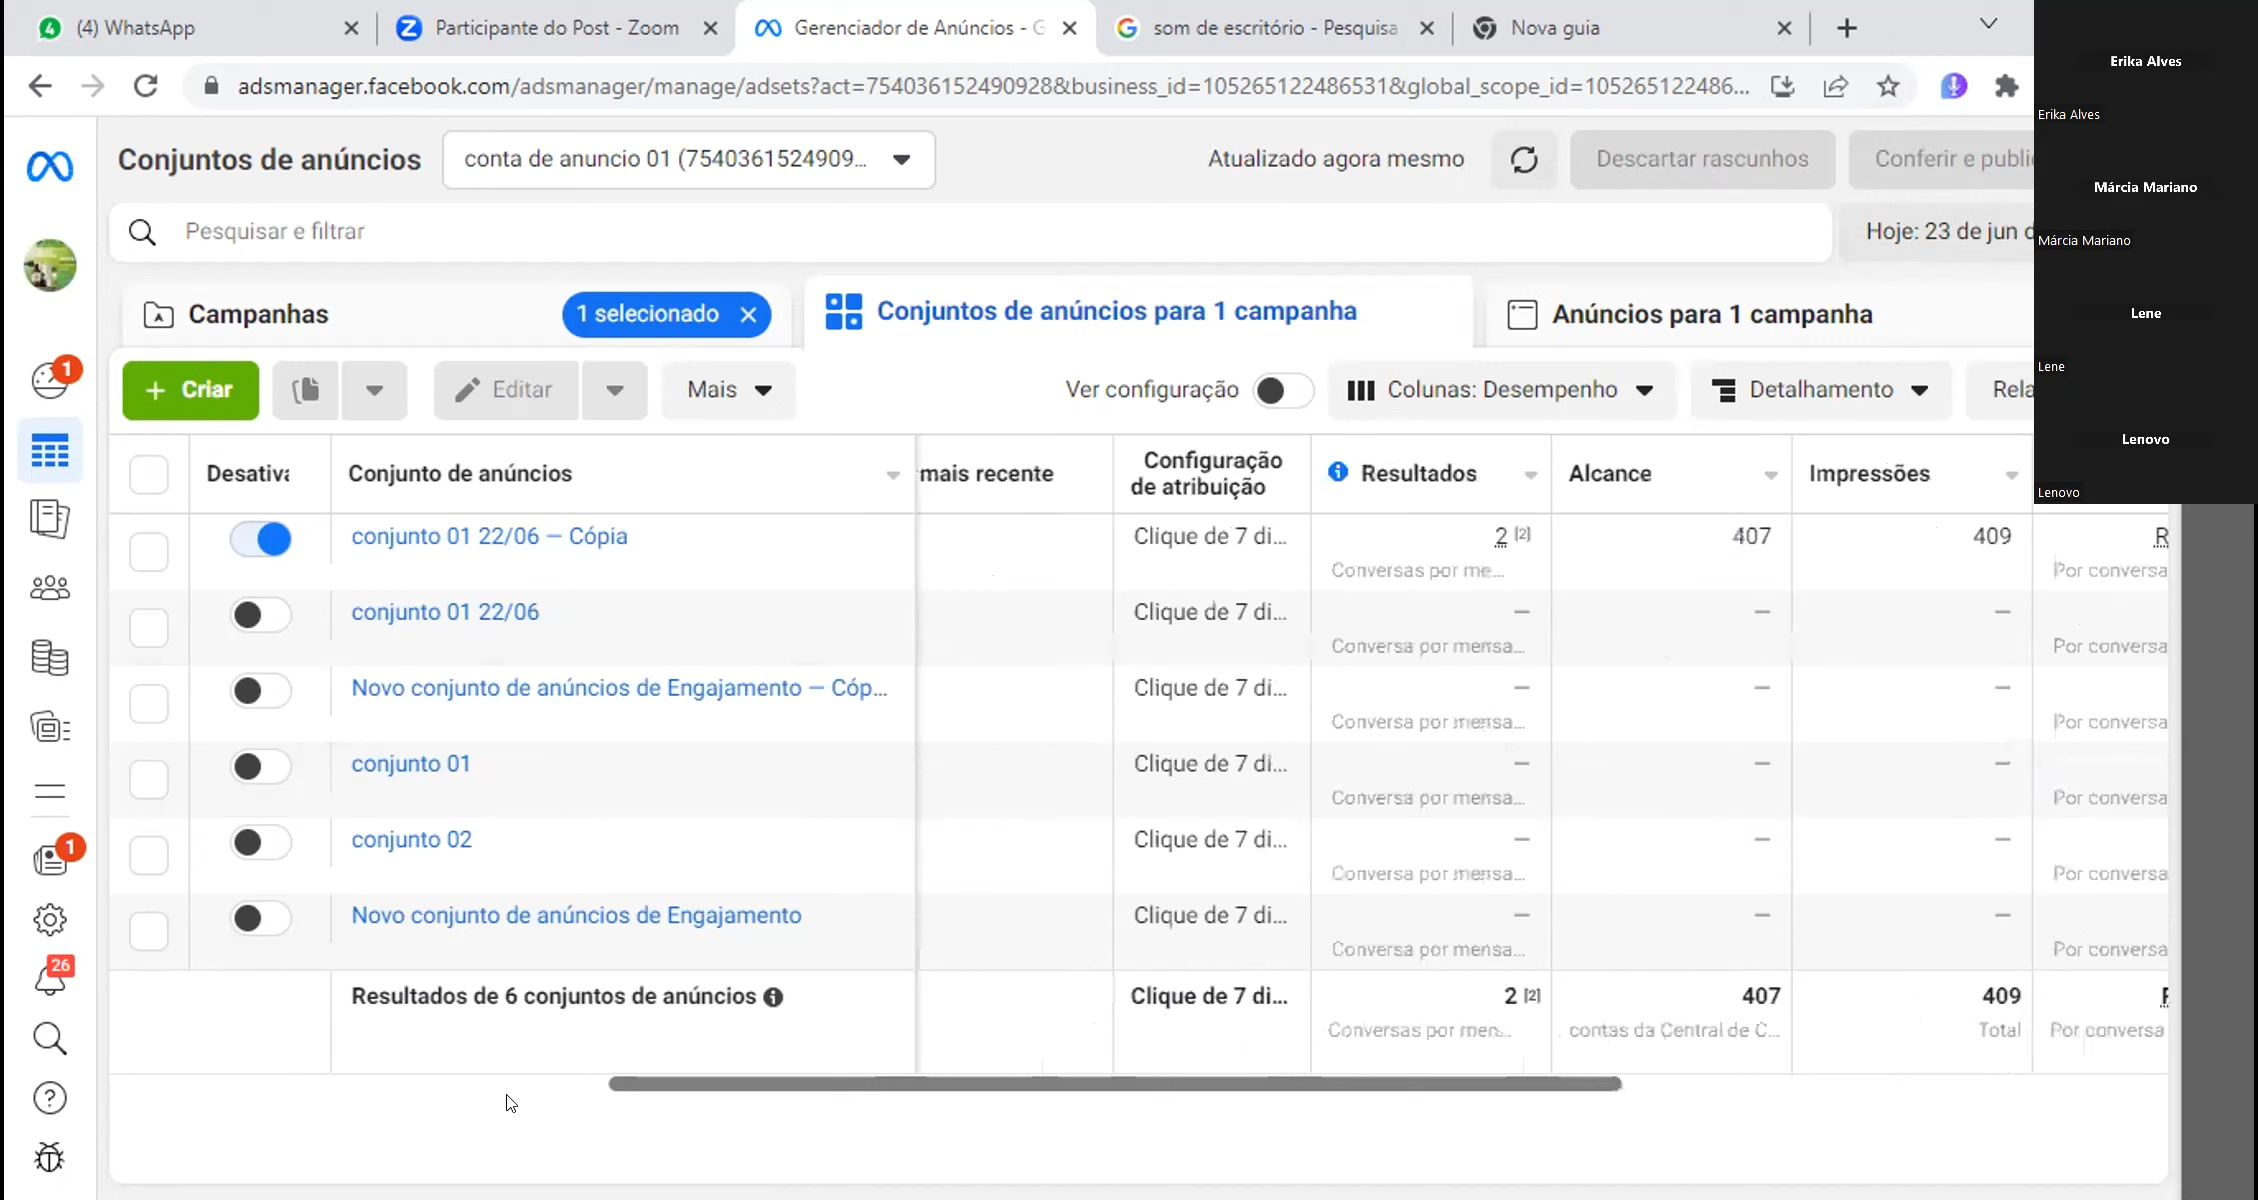 (4) WhatsApp
Participante do Post - Zoom
Gerenciador de Anúncios - G
som de escritório - Pesquisa
Nova guia
adsmanager.facebook.com/adsmanager/manage/adsets?act=754036152490928&business_id=105265122486531&global_scope_id=105265122486...
Erika Alves
Erika Alves
Márcia Mariano
Márcia Mariano
Lene
Lene
Lenovo
Lenovo
Conjuntos de anúncios
conta de anuncio 01 (7540361524909...
Atualizado agora mesmo
Descartar rascunhos
Conferir e publi
Pesquisar e filtrar
Hoje: 23 de jun d
Campanhas
1 selecionado
Conjuntos de anúncios para 1 campanha
Anúncios para 1 campanha
+ Criar
Editar
Mais
Ver configuração
Colunas: Desempenho
Detalhamento
Rela
1
1
26
Desativa
Conjunto de anúncios
mais recente
Configuração
de atribuição
Resultados
Alcance
Impressões
conjunto 01 22/06 — Cópia
Clique de 7 di...
2 [2]
407
409
R
Conversas por me...
Por conversa
conjunto 01 22/06
Clique de 7 di...
—
—
—
Conversa por mensa...
Por conversa
Novo conjunto de anúncios de Engajamento — Cóp...
Clique de 7 di...
—
—
—
Conversa por mensa...
Por conversa
conjunto 01
Clique de 7 di...
—
—
—
Conversa por mensa...
Por conversa
conjunto 02
Clique de 7 di...
—
—
—
Conversa por mensa...
Por conversa
Novo conjunto de anúncios de Engajamento
Clique de 7 di...
—
—
—
Conversa por mensa...
Por conversa
Resultados de 6 conjuntos de anúncios
Clique de 7 di...
2 [2]
407
409
Conversas por men...
contas da Central de C...
Total
Por conversa